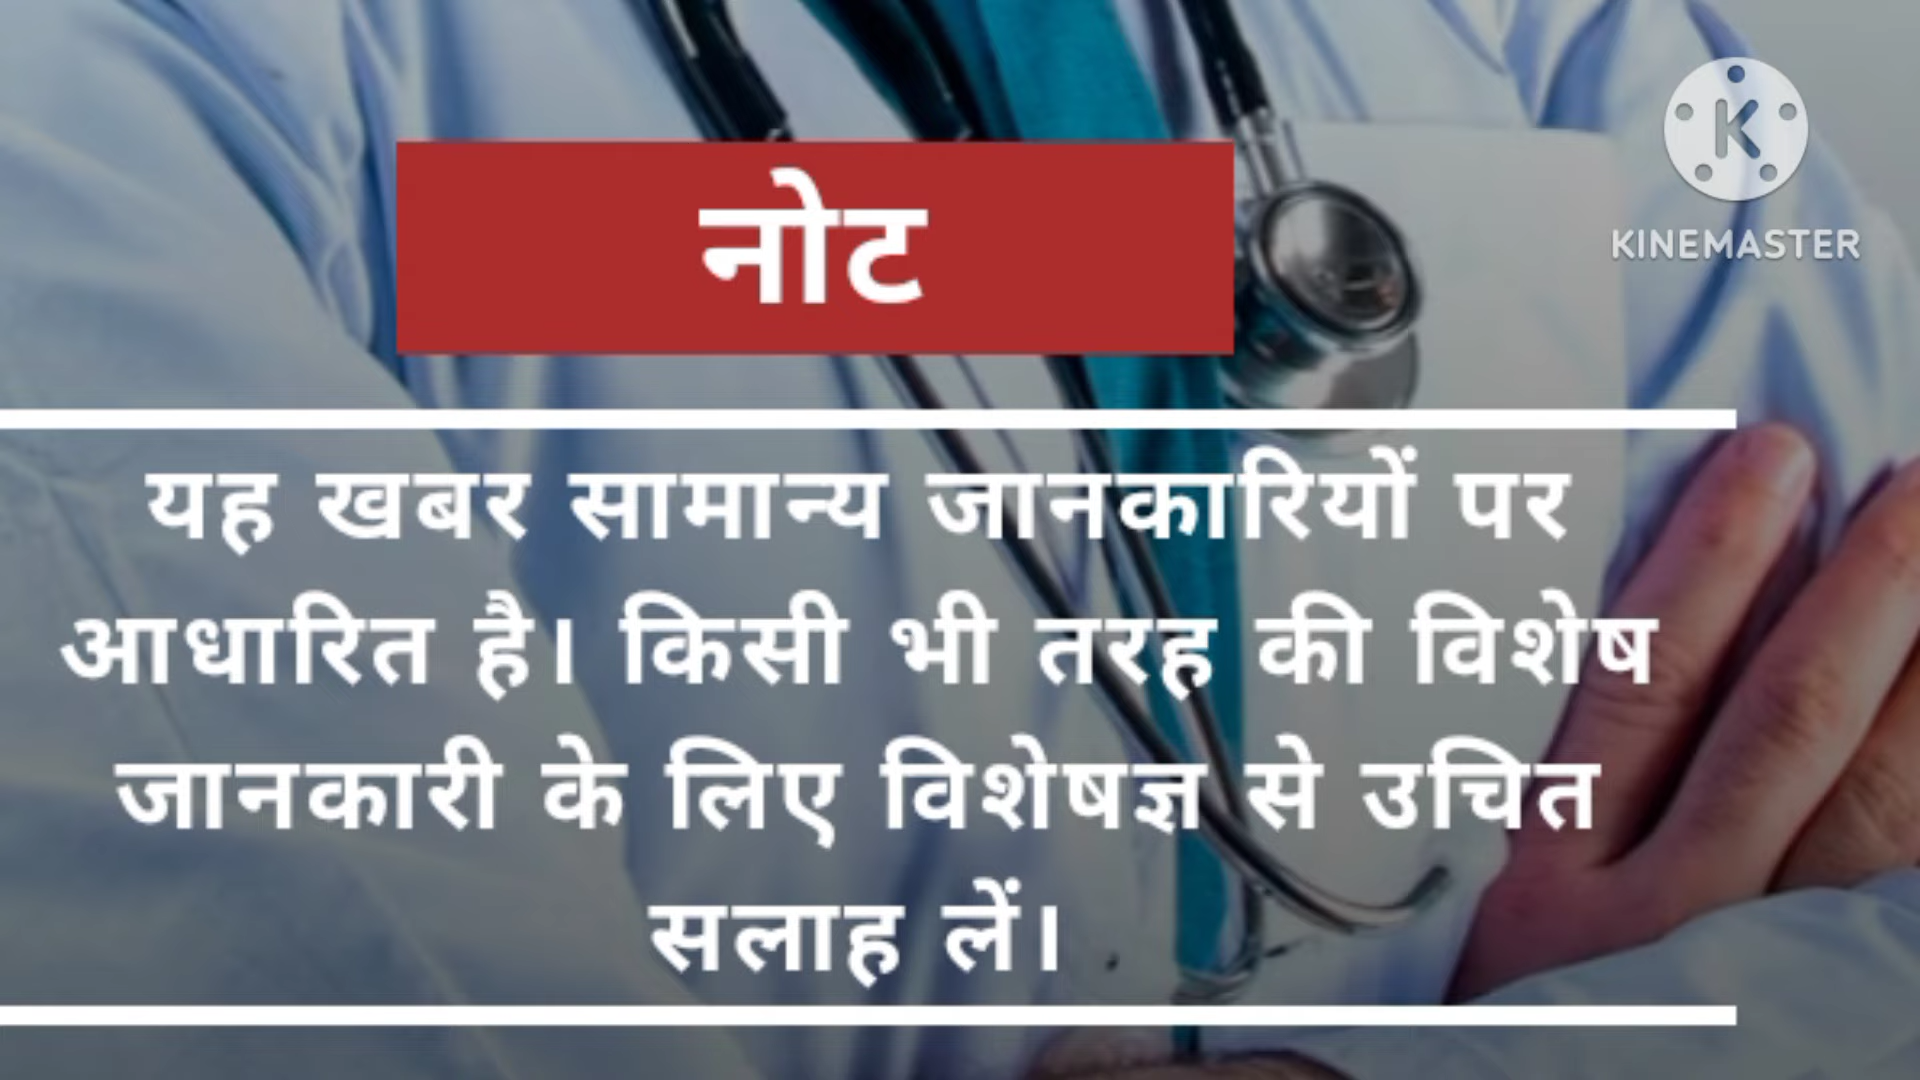 नोट
KINEMASTER
यह खबर सामान्य जानकारियों पर
आधारित है। किसी भी तरह की विशेष
जानकारी के लिए विशेषज्ञ से उचित
सलाह लें।